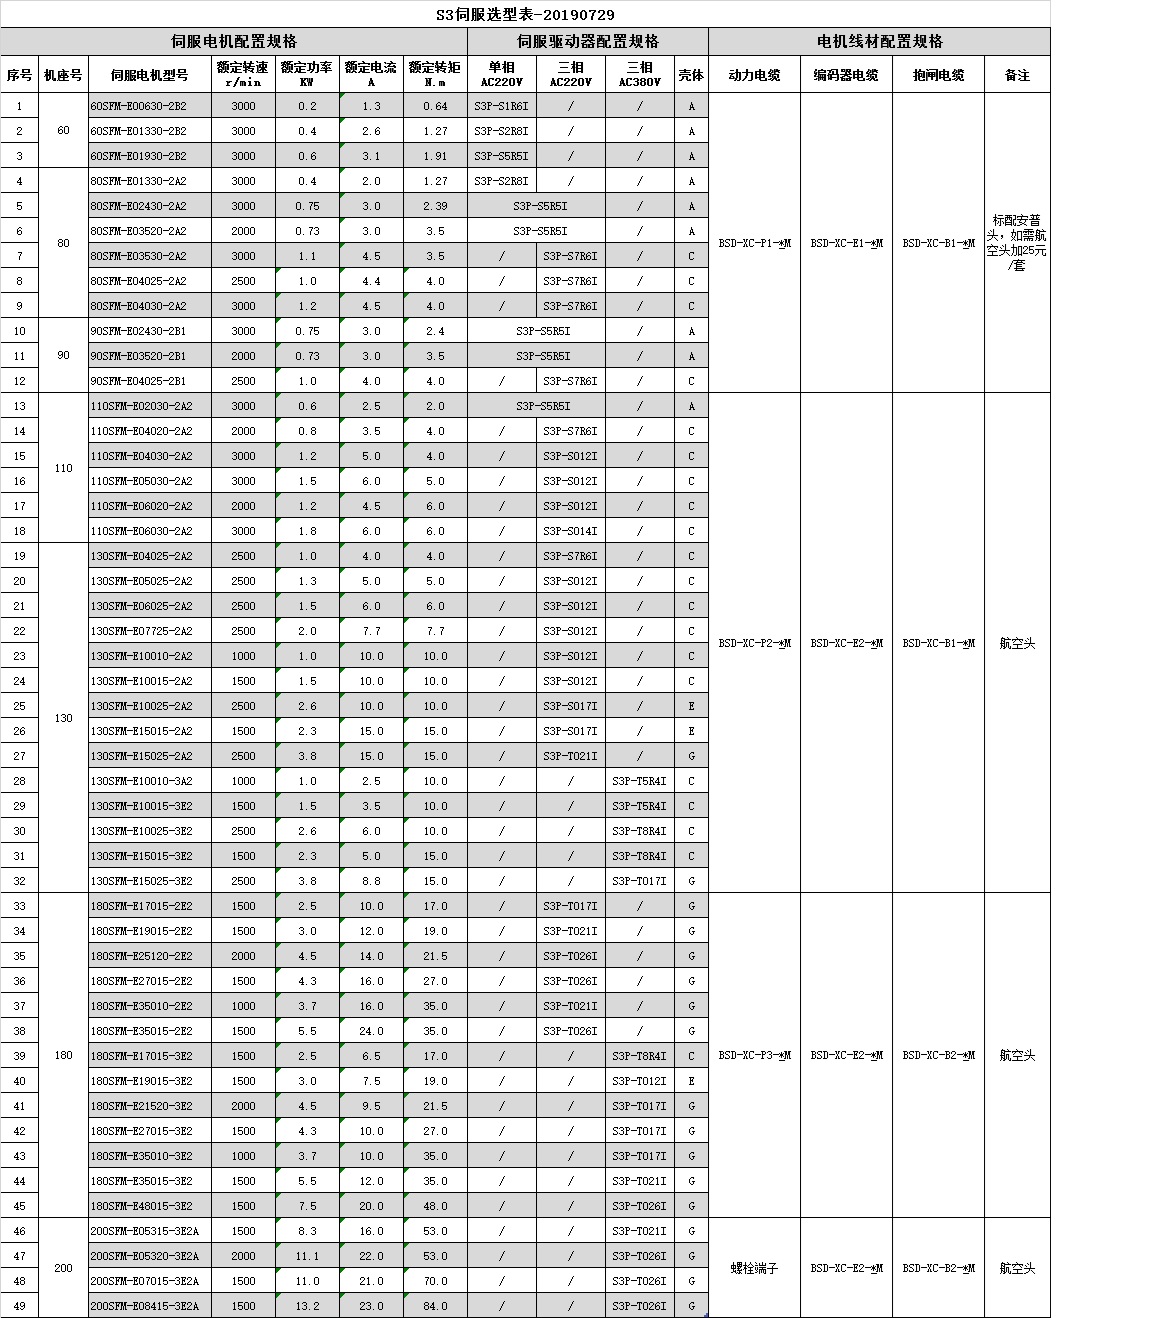 S3伺服选型表-20190729
伺服电机配置规格 伺服驱动器配置规格 电机线材配置规格
序号 机座号 伺服电机型号 额定转速 r/min 额定功率 KW 额定电流 A 额定转矩 N.m 单相 AC220V 三相 AC220V 三相 AC380V 壳体 动力电缆 编码器电缆 抱闸电缆 备注
1 60 60SFM-E00630-2B2 3000 0.2 1.3 0.64 S3P-S1R6I / / A BSD-XC-P1-*M BSD-XC-E1-*M BSD-XC-B1-*M 标配安普头，如需航空头加25元/套
2 60SFM-E01330-2B2 3000 0.4 2.6 1.27 S3P-S2R8I / / A
3 60SFM-E01930-2B2 3000 0.6 3.1 1.91 S3P-S5R5I / / A
4 80 80SFM-E01330-2A2 3000 0.4 2.0 1.27 S3P-S2R8I / / A
5 80SFM-E02430-2A2 3000 0.75 3.0 2.39 S3P-S5R5I / A
6 80SFM-E03520-2A2 2000 0.73 3.0 3.5 S3P-S5R5I / A
7 80SFM-E03530-2A2 3000 1.1 4.5 3.5 / S3P-S7R6I / C
8 80SFM-E04025-2A2 2500 1.0 4.4 4.0 / S3P-S7R6I / C
9 80SFM-E04030-2A2 3000 1.2 4.5 4.0 / S3P-S7R6I / C
10 90 90SFM-E02430-2B1 3000 0.75 3.0 2.4 S3P-S5R5I / A
11 90SFM-E03520-2B1 2000 0.73 3.0 3.5 S3P-S5R5I / A
12 90SFM-E04025-2B1 2500 1.0 4.0 4.0 / S3P-S7R6I / C
13 110 110SFM-E02030-2A2 3000 0.6 2.5 2.0 S3P-S5R5I / A BSD-XC-P2-*M BSD-XC-E2-*M BSD-XC-B1-*M 航空头
14 110SFM-E04020-2A2 2000 0.8 3.5 4.0 / S3P-S7R6I / C
15 110SFM-E04030-2A2 3000 1.2 5.0 4.0 / S3P-S012I / C
16 110SFM-E05030-2A2 3000 1.5 6.0 5.0 / S3P-S012I / C
17 110SFM-E06020-2A2 2000 1.2 4.5 6.0 / S3P-S012I / C
18 110SFM-E06030-2A2 3000 1.8 6.0 6.0 / S3P-S014I / C
19 130 130SFM-E04025-2A2 2500 1.0 4.0 4.0 / S3P-S7R6I / C
20 130SFM-E05025-2A2 2500 1.3 5.0 5.0 / S3P-S012I / C
21 130SFM-E06025-2A2 2500 1.5 6.0 6.0 / S3P-S012I / C
22 130SFM-E07725-2A2 2500 2.0 7.7 7.7 / S3P-S012I / C
23 130SFM-E10010-2A2 1000 1.0 10.0 10.0 / S3P-S012I / C
24 130SFM-E10015-2A2 1500 1.5 10.0 10.0 / S3P-S012I / C
25 130SFM-E10025-2A2 2500 2.6 10.0 10.0 / S3P-S017I / E
26 130SFM-E15015-2A2 1500 2.3 15.0 15.0 / S3P-S017I / E
27 130SFM-E15025-2A2 2500 3.8 15.0 15.0 / S3P-T021I / G
28 130SFM-E10010-3A2 1000 1.0 2.5 10.0 / / S3P-T5R4I C
29 130SFM-E10015-3E2 1500 1.5 3.5 10.0 / / S3P-T5R4I C
30 130SFM-E10025-3E2 2500 2.6 6.0 10.0 / / S3P-T8R4I C
31 130SFM-E15015-3E2 1500 2.3 5.0 15.0 / / S3P-T8R4I C
32 130SFM-E15025-3E2 2500 3.8 8.8 15.0 / / S3P-T017I G
33 180 180SFM-E17015-2E2 1500 2.5 10.0 17.0 / S3P-T017I / G BSD-XC-P3-*M BSD-XC-E2-*M BSD-XC-B2-*M 航空头
34 180SFM-E19015-2E2 1500 3.0 12.0 19.0 / S3P-T021I / G
35 180SFM-E25120-2E2 2000 4.5 14.0 21.5 / S3P-T026I / G
36 180SFM-E27015-2E2 1500 4.3 16.0 27.0 / S3P-T026I / G
37 180SFM-E35010-2E2 1000 3.7 16.0 35.0 / S3P-T021I / G
38 180SFM-E35015-2E2 1500 5.5 24.0 35.0 / S3P-T026I / G
39 180SFM-E17015-3E2 1500 2.5 6.5 17.0 / / S3P-T8R4I C
40 180SFM-E19015-3E2 1500 3.0 7.5 19.0 / / S3P-T012I E
41 180SFM-E21520-3E2 2000 4.5 9.5 21.5 / / S3P-T017I G
42 180SFM-E27015-3E2 1500 4.3 10.0 27.0 / / S3P-T017I G
43 180SFM-E35010-3E2 1000 3.7 10.0 35.0 / / S3P-T017I G
44 180SFM-E35015-3E2 1500 5.5 12.0 35.0 / / S3P-T021I G
45 180SFM-E48015-3E2 1500 7.5 20.0 48.0 / / S3P-T026I G
46 200 200SFM-E05315-3E2A 1500 8.3 16.0 53.0 / / S3P-T021I G 螺栓端子 BSD-XC-E2-*M BSD-XC-B2-*M 航空头
47 200SFM-E05320-3E2A 2000 11.1 22.0 53.0 / / S3P-T026I G
48 200SFM-E07015-3E2A 1500 11.0 21.0 70.0 / / S3P-T026I G
49 200SFM-E08415-3E2A 1500 13.2 23.0 84.0 / / S3P-T026I G